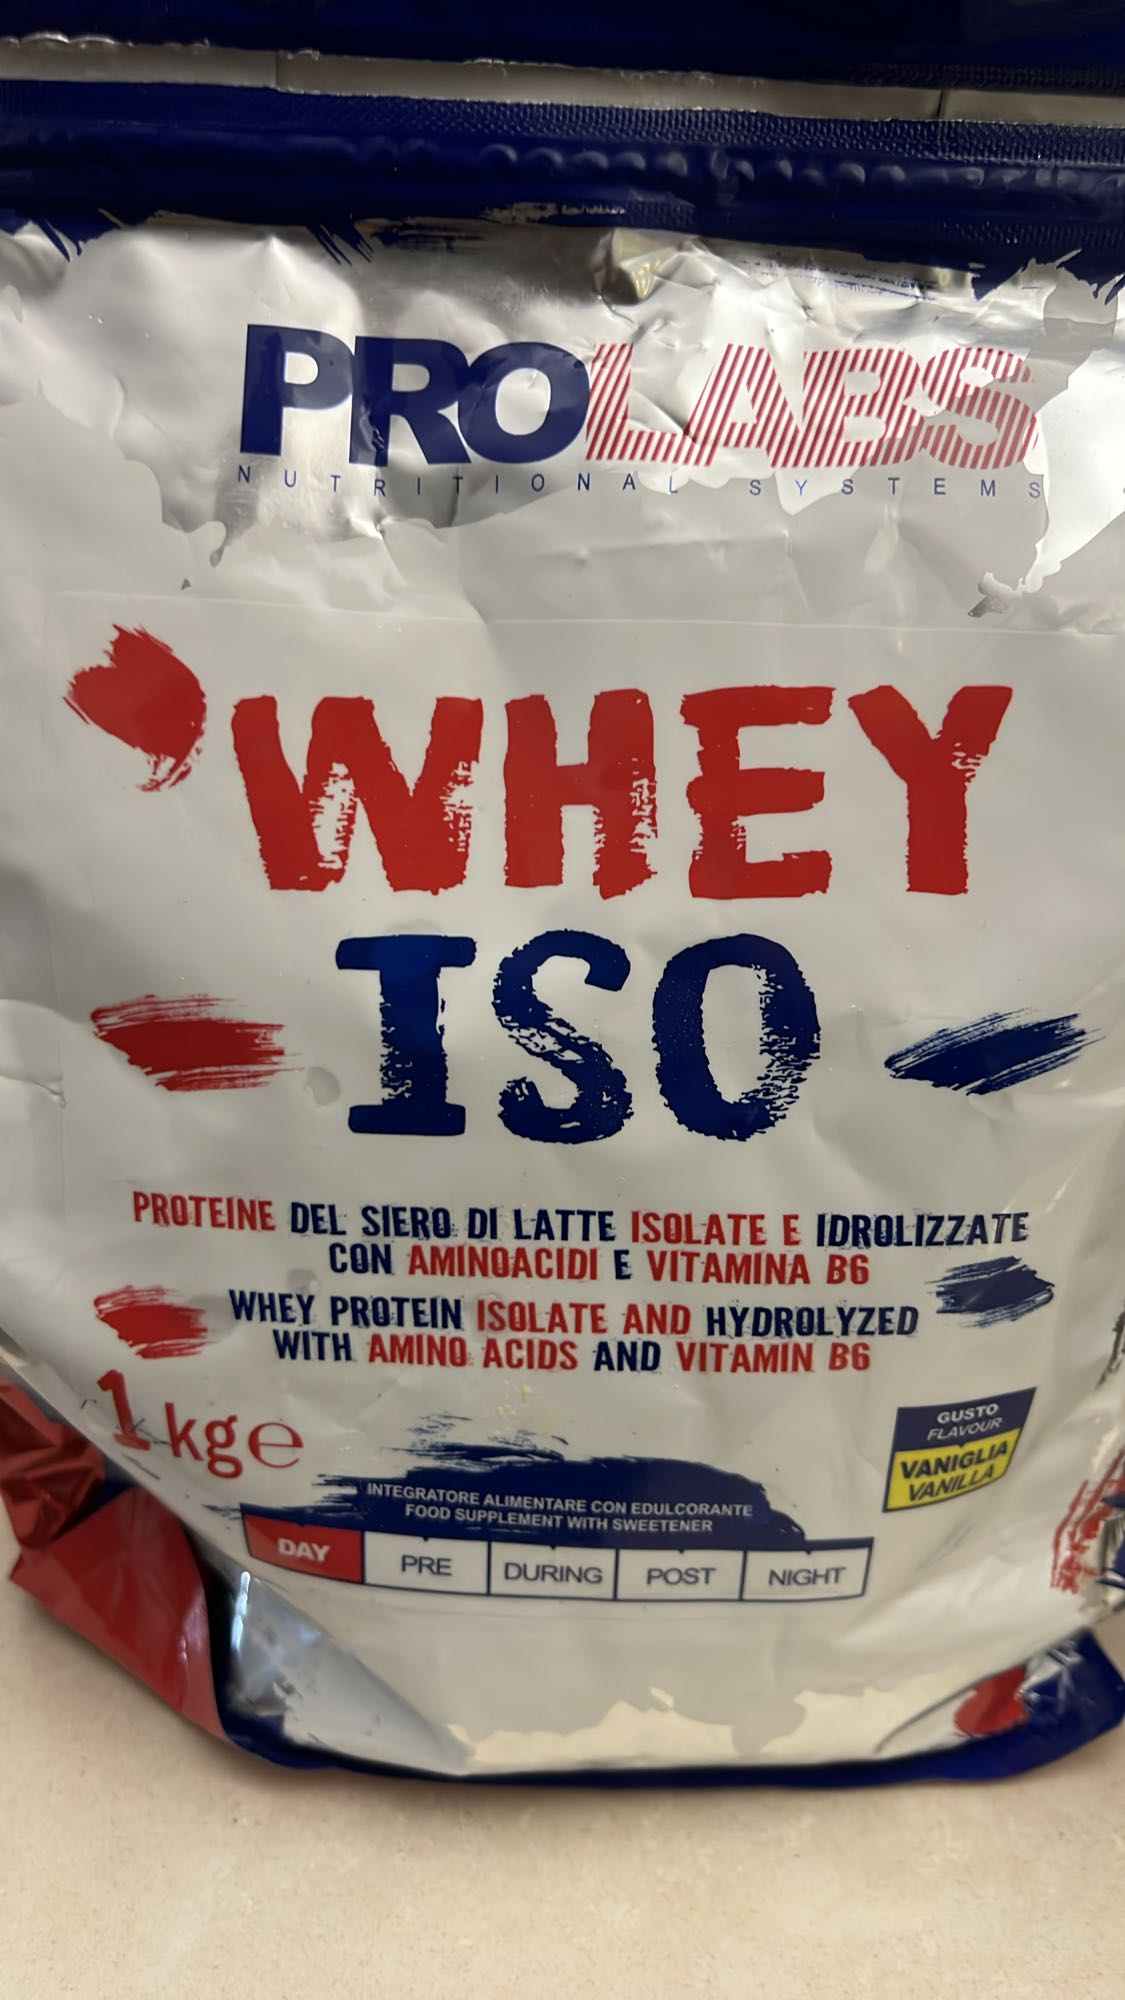 PROLABS
NUTRITIONAL SYSTEMS
WHEY
ISO
PROTEINE DEL SIERO DI LATTE ISOLATE E IDROLIZZATE
CON AMINOACIDI E VITAMINA B6
WHEY PROTEIN ISOLATE AND HYDROLYZED
WITH AMINO ACIDS AND VITAMIN B6
1 kg ℮
GUSTO
FLAVOUR
VANIGLIA
VANILLA
INTEGRATORE ALIMENTARE CON EDULCORANTE
FOOD SUPPLEMENT WITH SWEETENER
DAY PRE DURING POST NIGHT